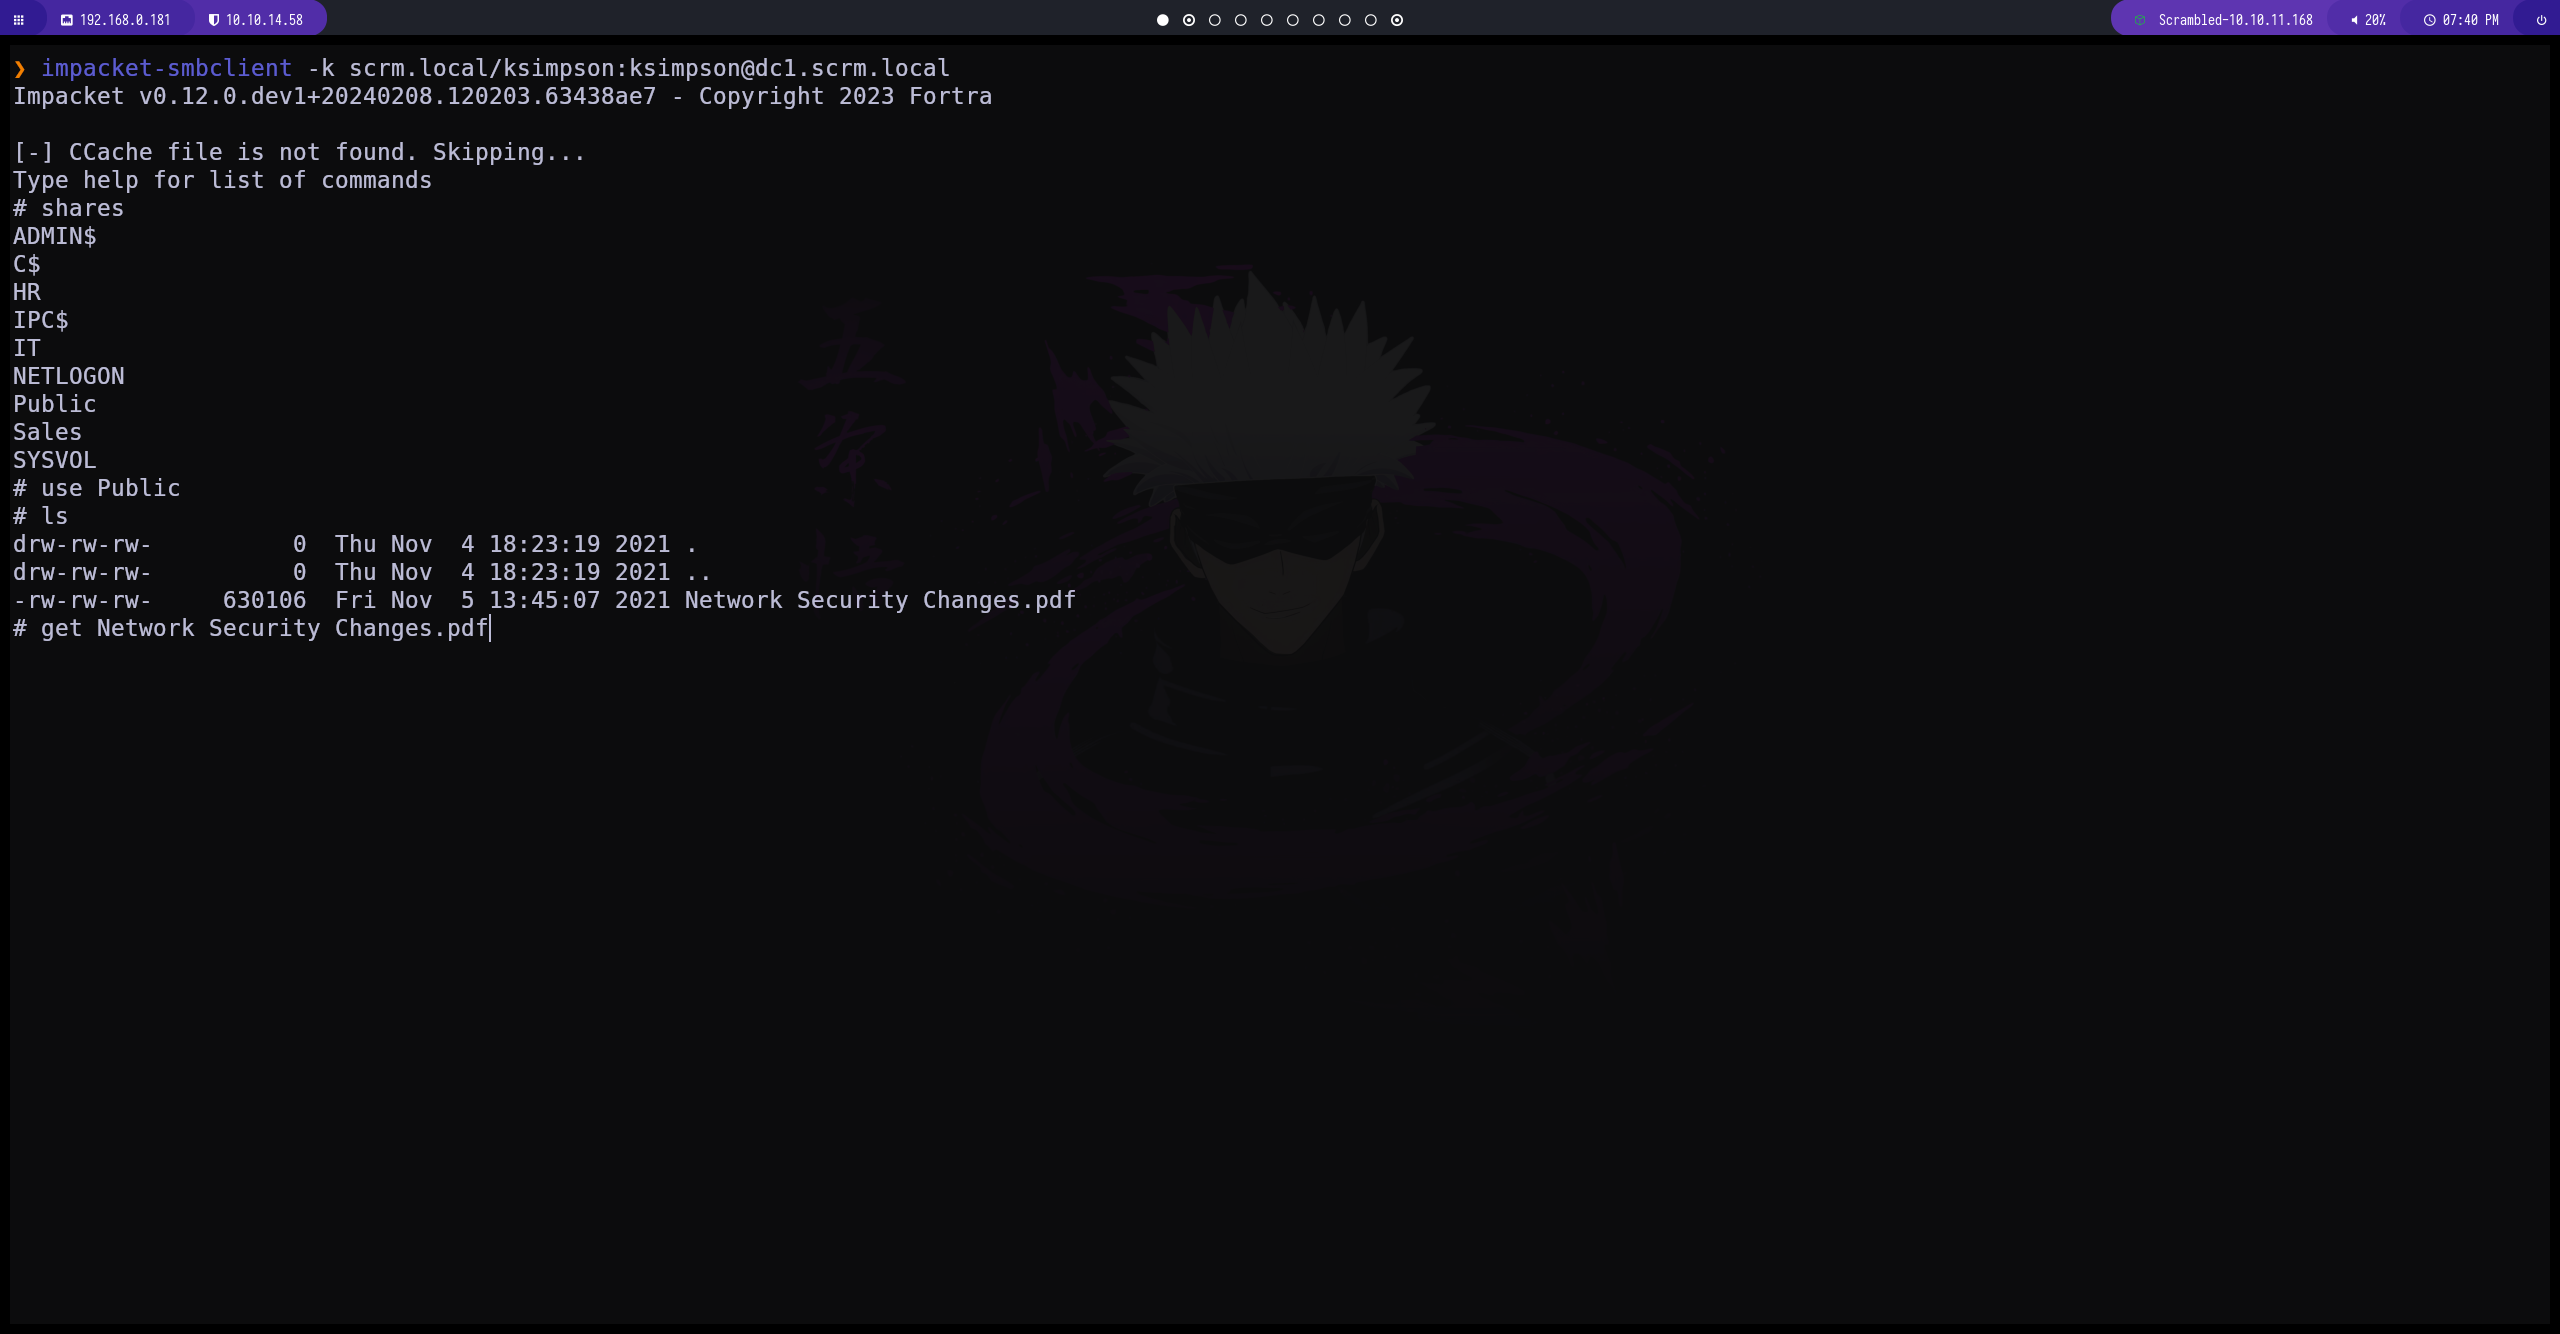 192.168.0.181 10.10.14.58 Scrambled-10.10.11.168 20% 07:40 PM
❯ impacket-smbclient -k scrm.local/ksimpson:ksimpson@dc1.scrm.local
Impacket v0.12.0.dev1+20240208.120203.63438ae7 - Copyright 2023 Fortra
[-] CCache file is not found. Skipping...
Type help for list of commands
# shares
ADMIN$
C$
HR
IPC$
IT
NETLOGON
Public
Sales
SYSVOL
# use Public
# ls
drw-rw-rw-          0  Thu Nov  4 18:23:19 2021 .
drw-rw-rw-          0  Thu Nov  4 18:23:19 2021 ..
-rw-rw-rw-     630106  Fri Nov  5 13:45:07 2021 Network Security Changes.pdf
# get Network Security Changes.pdf
五
条
悟